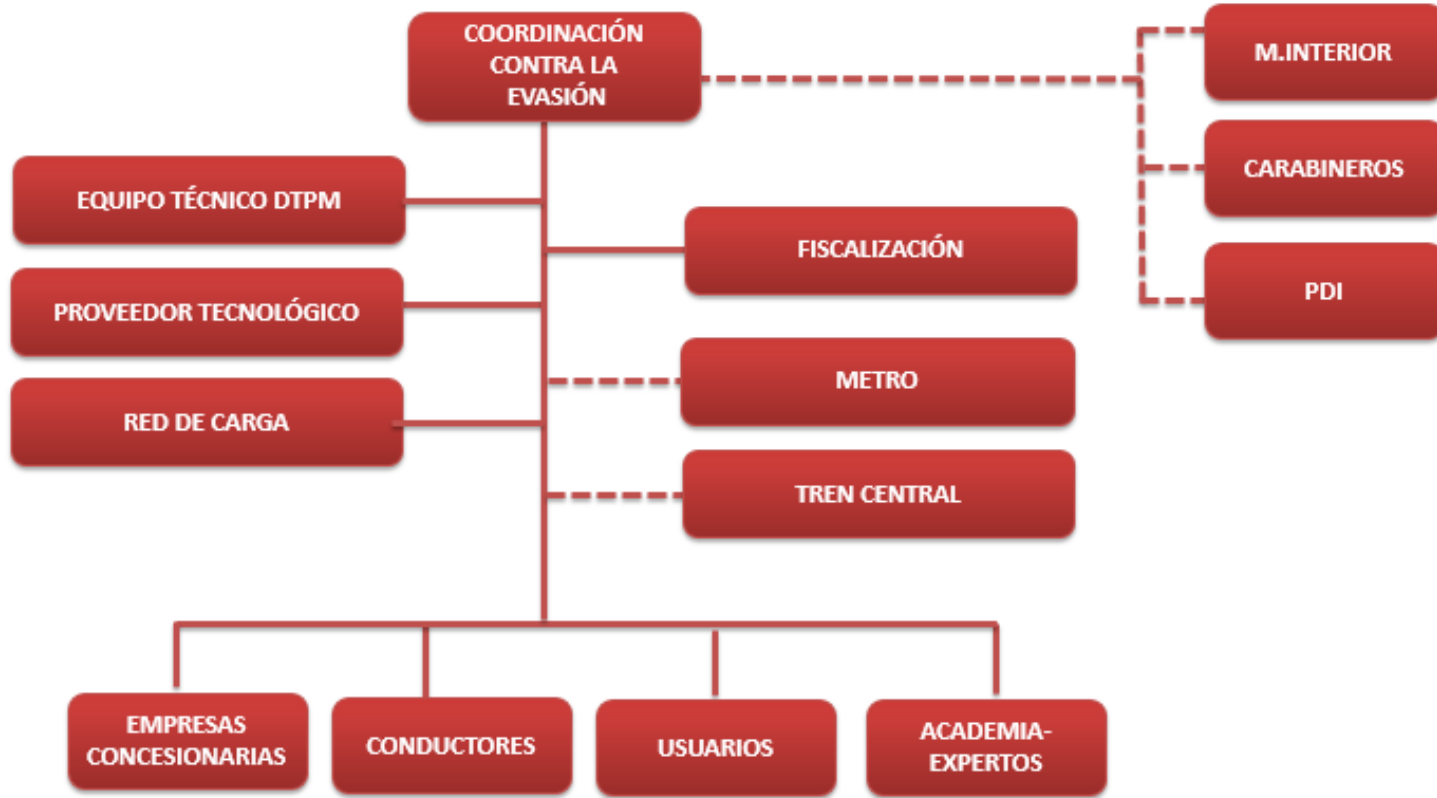 COORDINACIÓN
CONTRA LA
EVASIÓN
M.INTERIOR
CARABINEROS
PDI
EQUIPO TÉCNICO DTPM
FISCALIZACIÓN
PROVEEDOR TECNOLÓGICO
METRO
RED DE CARGA
TREN CENTRAL
EMPRESAS
CONCESIONARIAS
CONDUCTORES
USUARIOS
ACADEMIA-
EXPERTOS